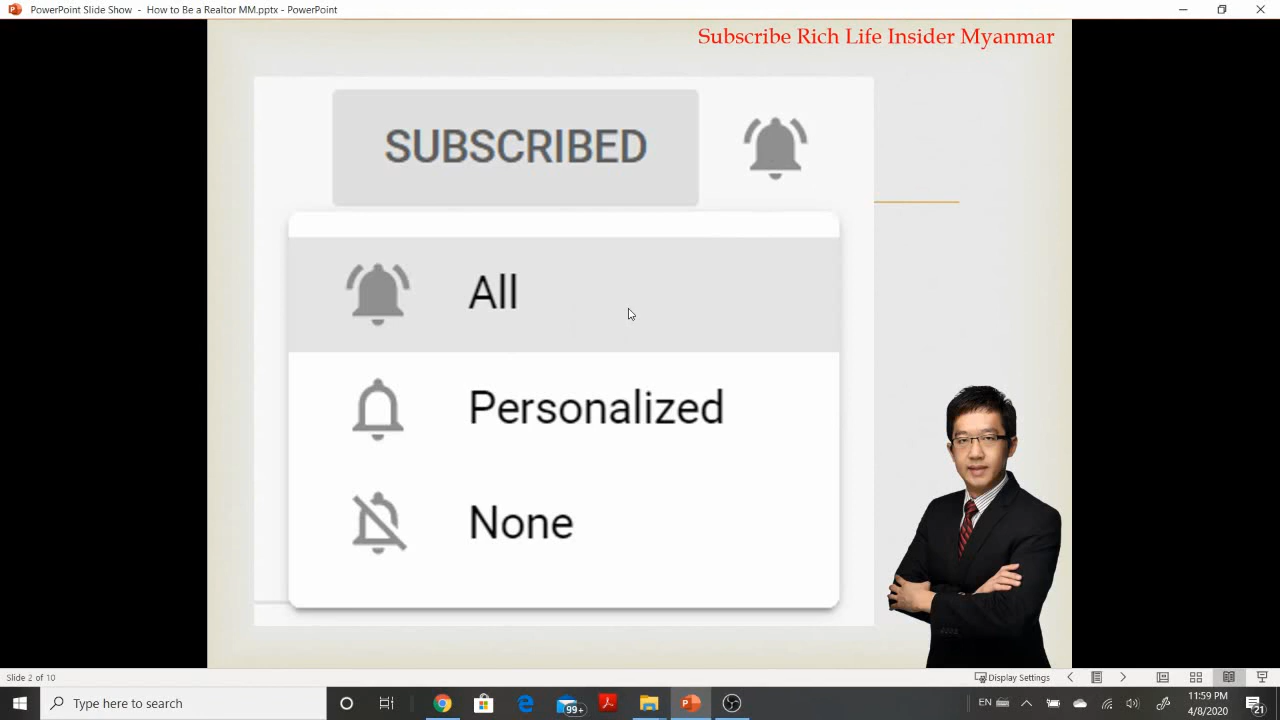 PowerPoint Slide Show - How to Be a Realtor MM.pptx - PowerPoint
Subscribe Rich Life Insider Myanmar
SUBSCRIBED
All
Personalized
None
Slide 2 of 10
Display Settings
Type here to search
99+
EN
11:59 PM
4/8/2020
21